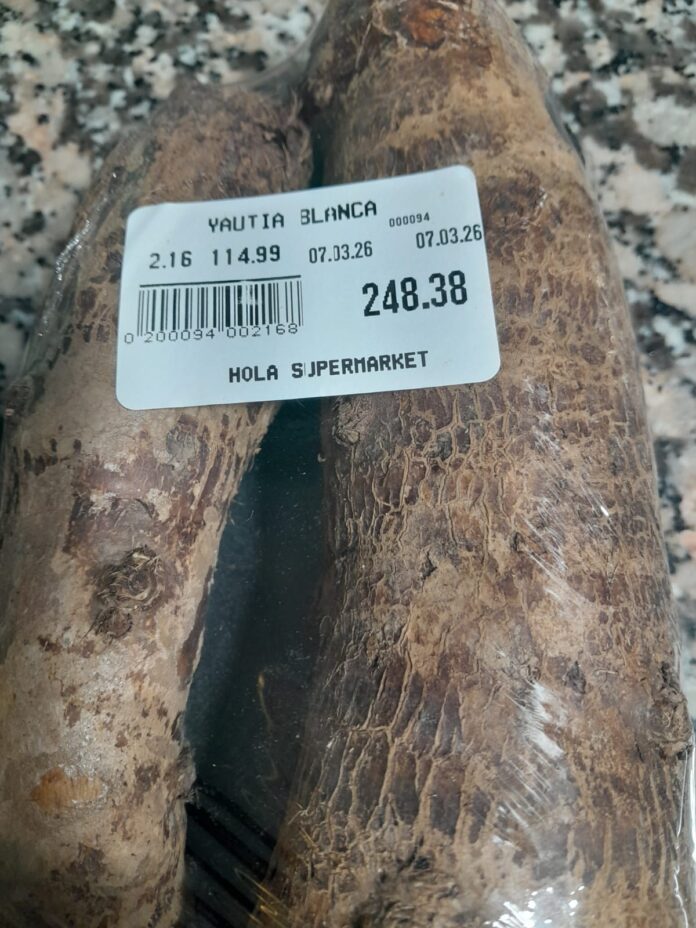 YAUTIA BLANCA 000094
2.16 114.99 07.03.26 07.03.26
248.38
0 200094 002168
HOLA SUPERMARKET